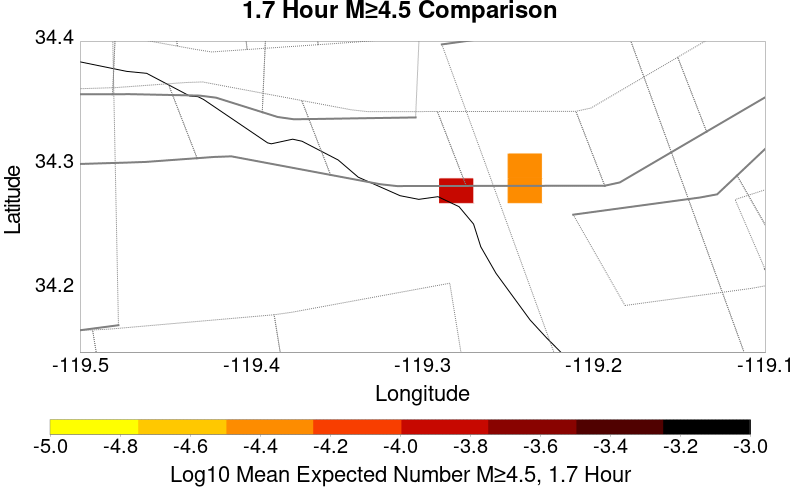 1.7 Hour M≥4.5 Comparison
34.4
34.3
34.2
Latitude
-119.5 -119.4 -119.3 -119.2 -119.1
Longitude
-5.0 -4.8 -4.6 -4.4 -4.2 -4.0 -3.8 -3.6 -3.4 -3.2 -3.0
Log10 Mean Expected Number M≥4.5, 1.7 Hour